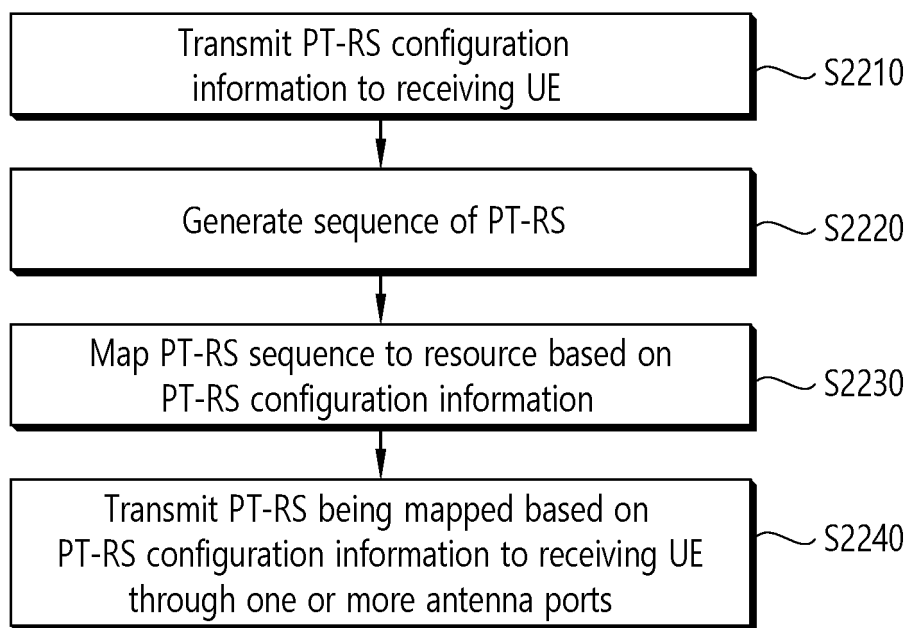 Transmit PT-RS configuration
information to receiving UE
S2210
Generate sequence of PT-RS
S2220
Map PT-RS sequence to resource based on
PT-RS configuration information
S2230
Transmit PT-RS being mapped based on
PT-RS configuration information to receiving UE
through one or more antenna ports
S2240